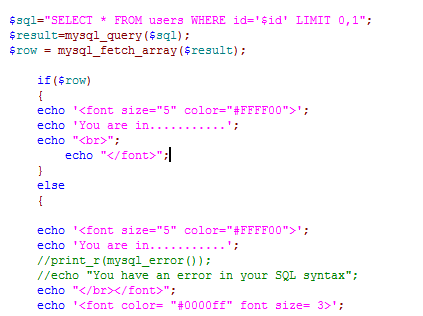 $sql="SELECT * FROM users WHERE id='$id' LIMIT 0,1";
$result=mysql_query($sql);
$row = mysql_fetch_array($result);
if($row)
{
echo '<font size="5" color="#FFFF00">';
echo 'You are in...........';
echo "<br>";
echo "</font>";
}
else
{
echo '<font size="5" color="#FFFF00">';
echo 'You are in...........';
//print_r(mysql_error());
//echo "You have an error in your SQL syntax";
echo "</br></font>";
echo '<font color= "#0000ff" font size= 3>';